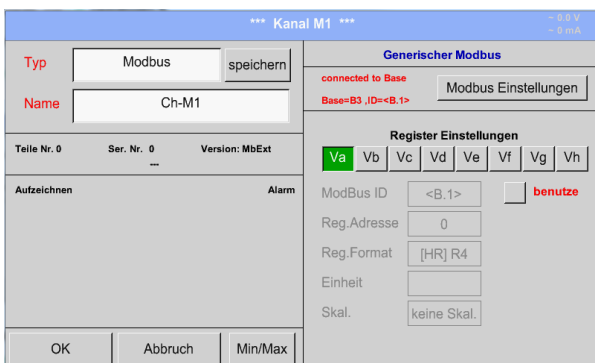 *** Kanal M1 ***
~ 0.0 V
~ 0 mA
Typ
Modbus
speichern
Name
Ch-M1
Teile Nr. 0
Ser. Nr. 0
Version: MbExt
---
Aufzeichnen
Alarm
OK
Abbruch
Min/Max
Generischer Modbus
connected to Base
Base=B3 ,ID=<B.1>
Modbus Einstellungen
Register Einstellungen
Va Vb Vc Vd Ve Vf Vg Vh
ModBus ID <B.1>
benutze
Reg.Adresse 0
Reg.Format [HR] R4
Einheit
Skal. keine Skal.